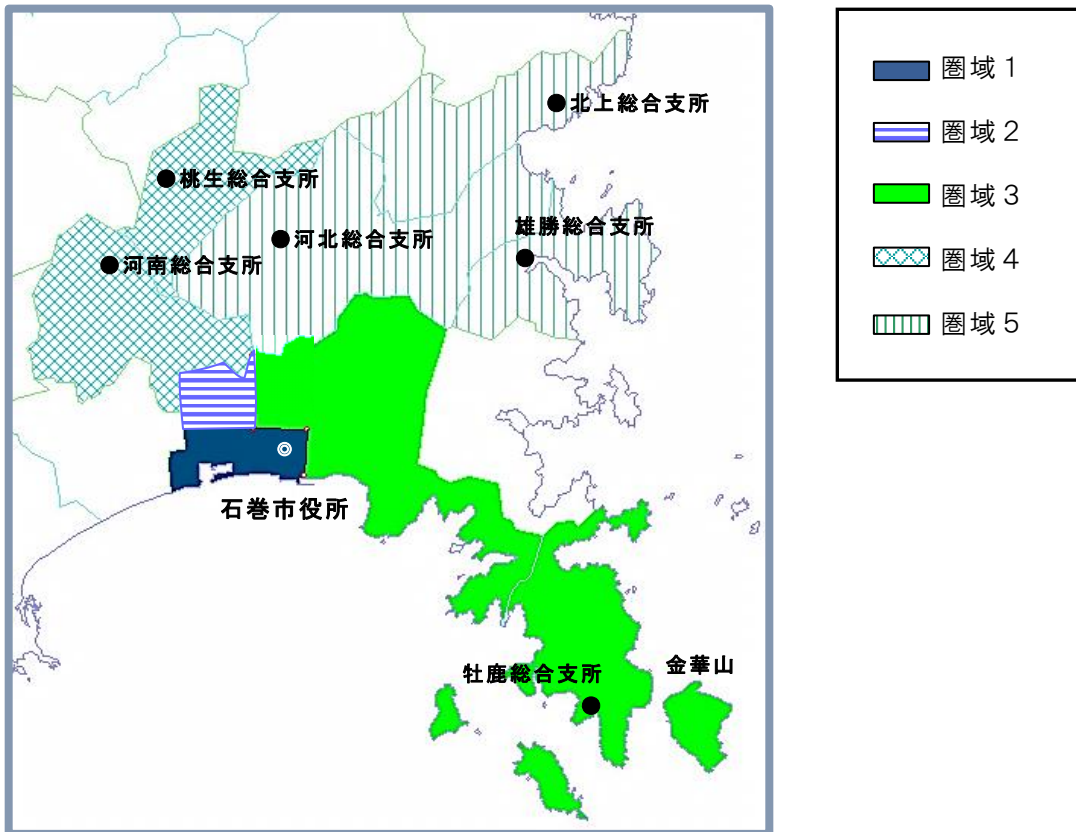 北上総合支所
桃生総合支所
雄勝総合支所
河北総合支所
河南総合支所
石巻市役所
牡鹿総合支所
金華山
圏域１
圏域２
圏域３
圏域４
圏域５